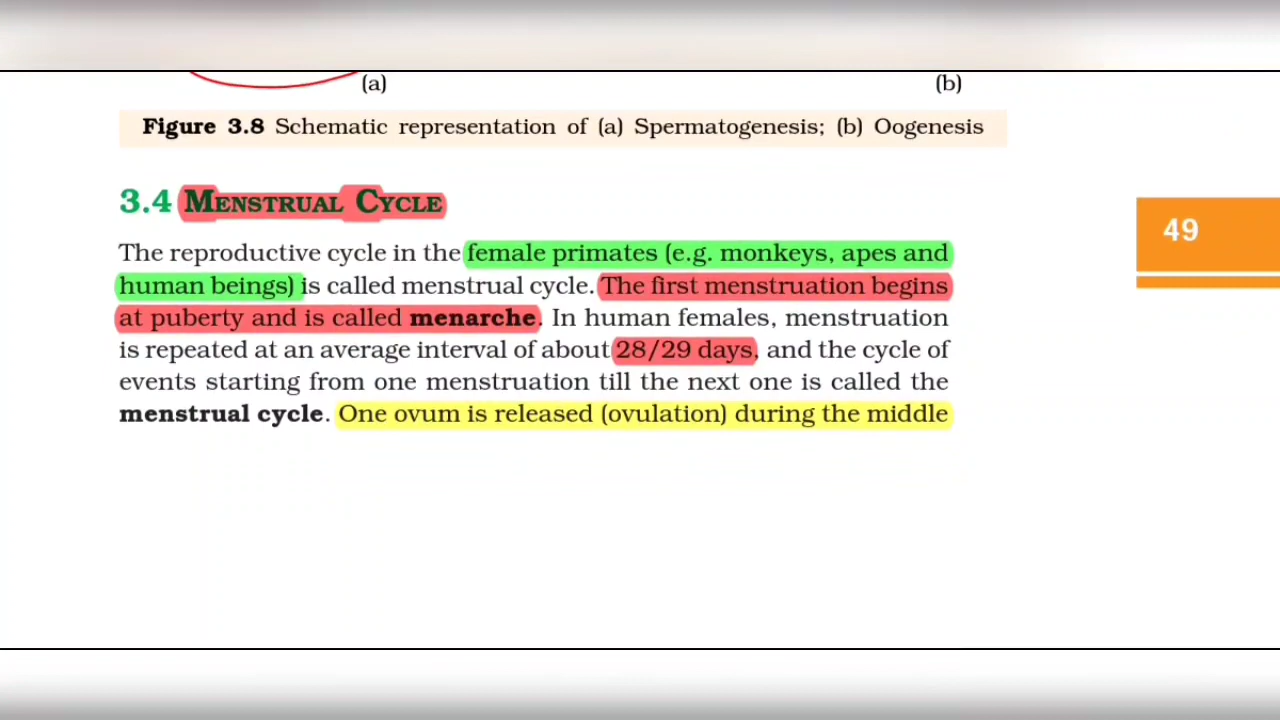 (a) (b)
Figure 3.8 Schematic representation of (a) Spermatogenesis; (b) Oogenesis
3.4 MENSTRUAL CYCLE
49
The reproductive cycle in the female primates (e.g. monkeys, apes and
human beings) is called menstrual cycle. The first menstruation begins
at puberty and is called menarche. In human females, menstruation
is repeated at an average interval of about 28/29 days, and the cycle of
events starting from one menstruation till the next one is called the
menstrual cycle. One ovum is released (ovulation) during the middle